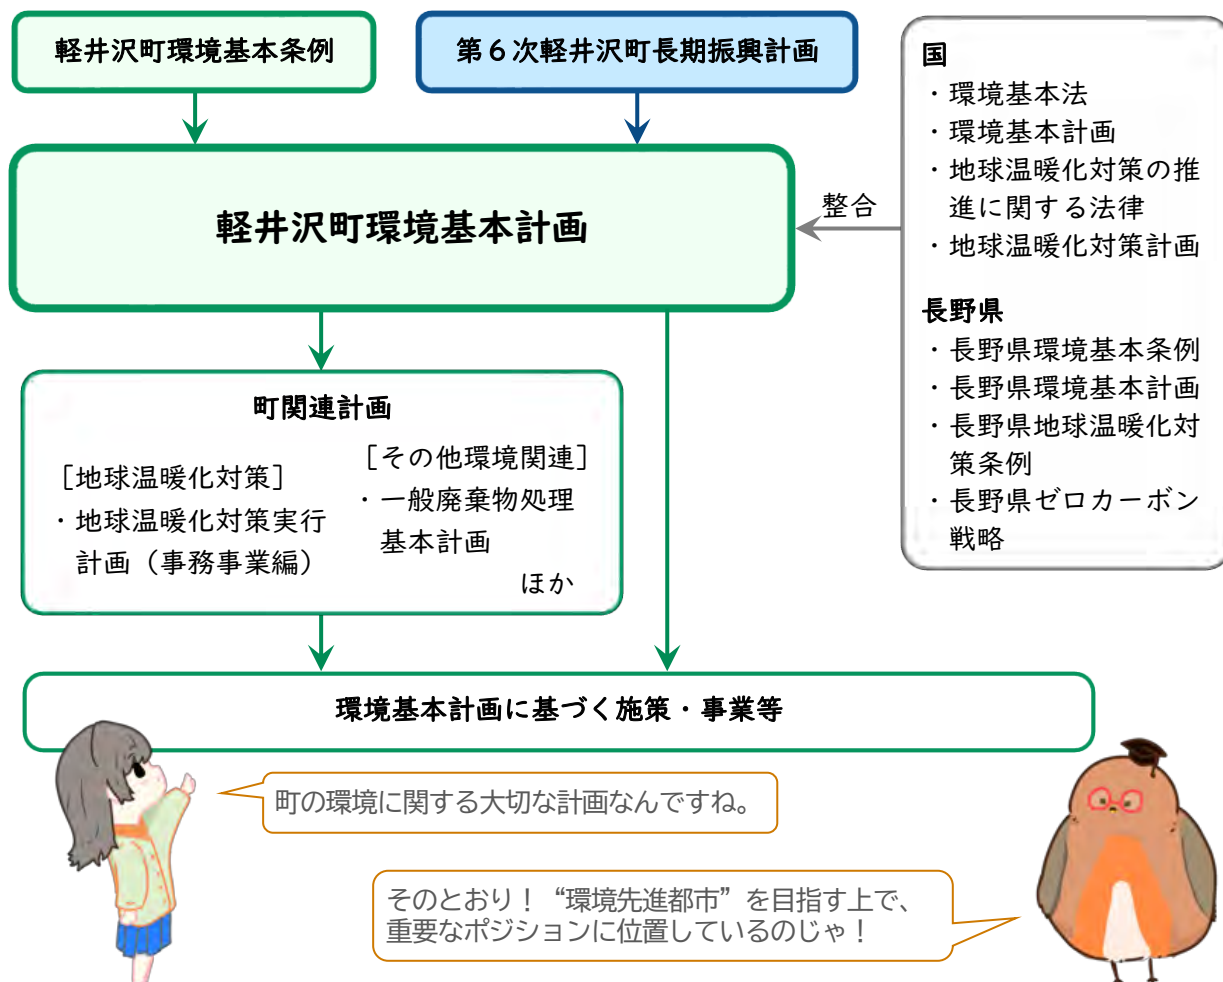 軽井沢町環境基本条例
第６次軽井沢町長期振興計画
軽井沢町環境基本計画
整合
国
・環境基本法
・環境基本計画
・地球温暖化対策の推
進に関する法律
・地球温暖化対策計画
長野県
・長野県環境基本条例
・長野県環境基本計画
・長野県地球温暖化対
策条例
・長野県ゼロカーボン
戦略
町関連計画
［地球温暖化対策］
・地球温暖化対策実行
計画（事務事業編）
［その他環境関連］
・一般廃棄物処理
基本計画
ほか
環境基本計画に基づく施策・事業等
町の環境に関する大切な計画なんですね。
そのとおり！“環境先進都市”を目指す上で、
重要なポジションに位置しているのじゃ！